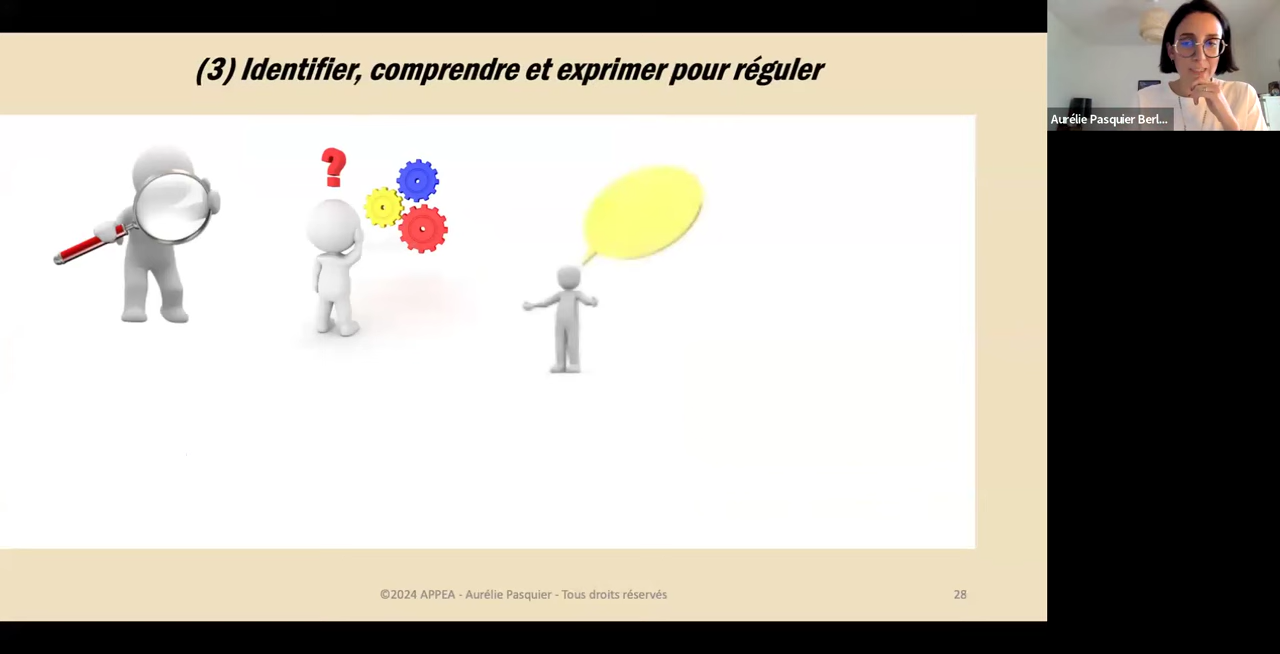 (3) Identifier, comprendre et exprimer pour réguler
?
Aurélie Pasquier Berl...
©2024 APPEA - Aurélie Pasquier - Tous droits réservés
28